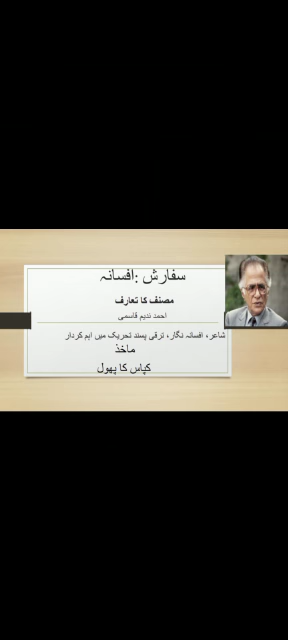 سفارش :افسانہ
مصنف کا تعارف
احمد ندیم قاسمی
شاعر، افسانہ نگار، ترقی پسند تحریک میں اہم کردار
ماخذ
کپاس کا پھول